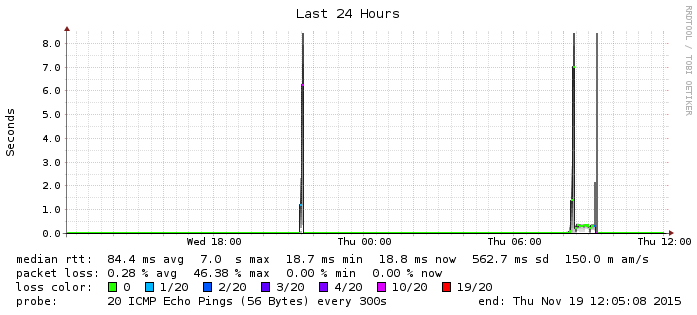 Last 24 Hours
RRDTOOL / TOBI OETIKER
Seconds
8.0
7.0
6.0
5.0
4.0
3.0
2.0
1.0
0.0
Wed 18:00 Thu 00:00 Thu 06:00 Thu 12:00
median rtt: 84.4 ms avg 7.0 s max 18.7 ms min 18.8 ms now 562.7 ms sd 150.0 m am/s
packet loss: 0.28 % avg 46.38 % max 0.00 % min 0.00 % now
loss color: 0 1/20 2/20 3/20 4/20 10/20 19/20
probe: 20 ICMP Echo Pings (56 Bytes) every 300s end: Thu Nov 19 12:05:08 2015